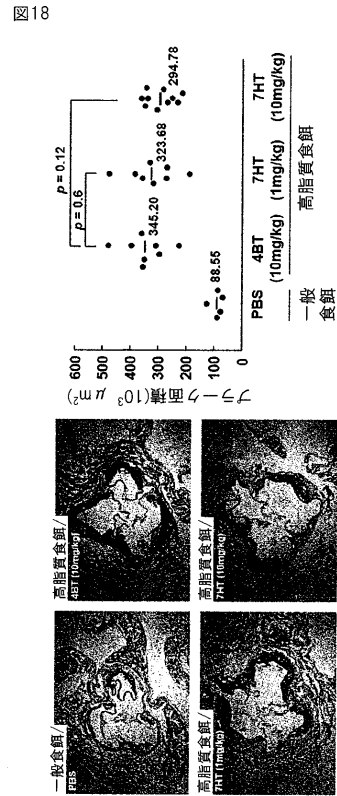 図18
一般食餌/
PBS
高脂質食餌/
4BT (10mg/kg)
高脂質食餌/
7HT (1mg/kg)
高脂質食餌/
7HT (10mg/kg)
プラーク面積(10³ μm²)
600
500
400
300
200
100
0
p = 0.12
p = 0.6
88.55
345.20
323.68
294.78
PBS 4BT 7HT 7HT
(10mg/kg) (1mg/kg) (10mg/kg)
一般
食餌
高脂質食餌